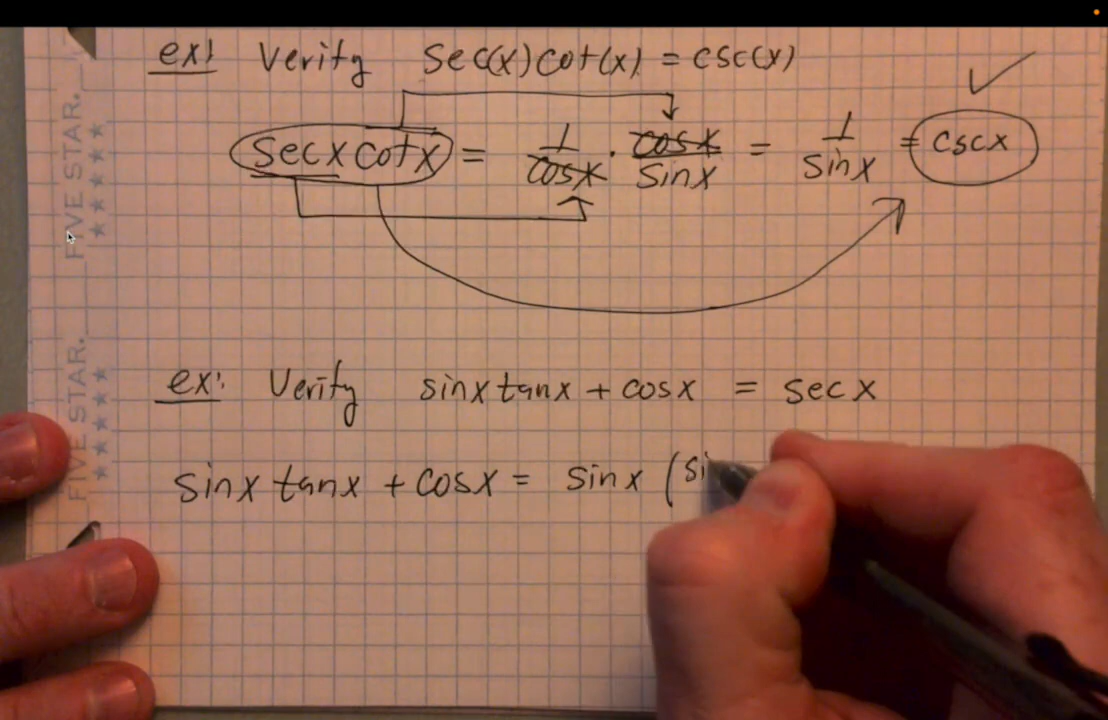 ex: Verify sec(x)cot(x) = csc(x)
secx cotx = 1/cosx · cosx/sinx = 1/sinx = cscx
ex: Verify sinx tanx + cosx = secx
sinx tanx + cosx = sinx (si
FIVE STAR.
FIVE STAR.